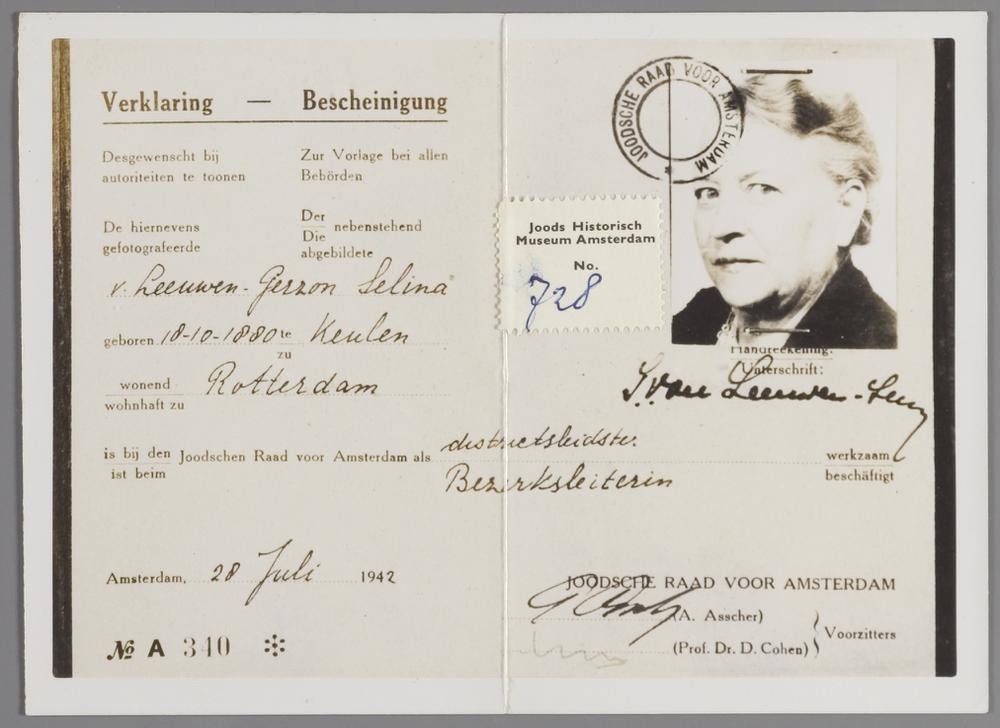 Verklaring — Bescheinigung
Desgewenscht bij
autoriteiten te toonen
Zur Vorlage bei allen
Behörden
De hiernevens
gefotografeerde
Der
Die
nebenstehend
abgebildete
v. Leeuwen-Gerzon Selina
geboren 18-10-1880 te Keulen
zu
wonend Rotterdam
wohnhaft zu
is bij den Joodschen Raad voor Amsterdam als districtsleidster werkzaam
ist beim Bezerksleiterin beschäftigt
Amsterdam, 28 Juli 1942
№ A 340
JOODSCHE RAAD VOOR AMSTERDAM
Joods Historisch
Museum Amsterdam
No.
728
Handteekening:
Unterschrift:
S. van Leeuwen-
JOODSCHE RAAD VOOR AMSTERDAM
(A. Asscher)
(Prof. Dr. D. Cohen)
Voorzitters